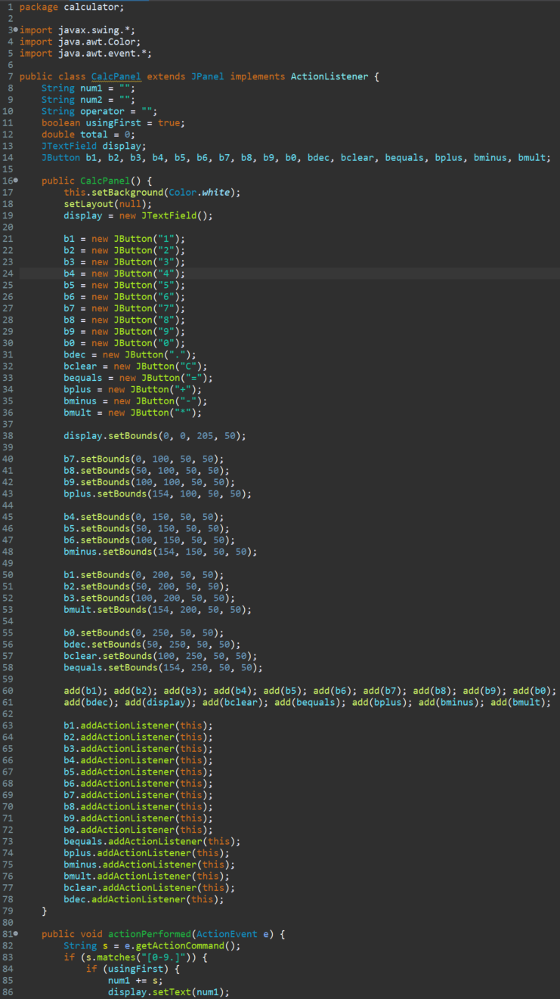 1 package calculator;
2
3 import javax.swing.*;
4 import java.awt.Color;
5 import java.awt.event.*;
6
7 public class CalcPanel extends JPanel implements ActionListener {
8     String num1 = "";
9     String num2 = "";
10     String operator = "";
11     boolean usingFirst = true;
12     double total = 0;
13     JTextField display;
14     JButton b1, b2, b3, b4, b5, b6, b7, b8, b9, b0, bdec, bclear, bequals, bplus, bminus, bmult;
15
16     public CalcPanel() {
17         this.setBackground(Color.white);
18         setLayout(null);
19         display = new JTextField();
20
21         b1 = new JButton("1");
22         b2 = new JButton("2");
23         b3 = new JButton("3");
24         b4 = new JButton("4");
25         b5 = new JButton("5");
26         b6 = new JButton("6");
27         b7 = new JButton("7");
28         b8 = new JButton("8");
29         b9 = new JButton("9");
30         b0 = new JButton("0");
31         bdec = new JButton(".");
32         bclear = new JButton("C");
33         bequals = new JButton("=");
34         bplus = new JButton("+");
35         bminus = new JButton("-");
36         bmult = new JButton("*");
37
38         display.setBounds(0, 0, 205, 50);
39
40         b7.setBounds(0, 100, 50, 50);
41         b8.setBounds(50, 100, 50, 50);
42         b9.setBounds(100, 100, 50, 50);
43         bplus.setBounds(154, 100, 50, 50);
44
45         b4.setBounds(0, 150, 50, 50);
46         b5.setBounds(50, 150, 50, 50);
47         b6.setBounds(100, 150, 50, 50);
48         bminus.setBounds(154, 150, 50, 50);
49
50         b1.setBounds(0, 200, 50, 50);
51         b2.setBounds(50, 200, 50, 50);
52         b3.setBounds(100, 200, 50, 50);
53         bmult.setBounds(154, 200, 50, 50);
54
55         b0.setBounds(0, 250, 50, 50);
56         bdec.setBounds(50, 250, 50, 50);
57         bclear.setBounds(100, 250, 50, 50);
58         bequals.setBounds(154, 250, 50, 50);
59
60         add(b1); add(b2); add(b3); add(b4); add(b5); add(b6); add(b7); add(b8); add(b9); add(b0);
61         add(bdec); add(display); add(bclear); add(bequals); add(bplus); add(bminus); add(bmult);
62
63         b1.addActionListener(this);
64         b2.addActionListener(this);
65         b3.addActionListener(this);
66         b4.addActionListener(this);
67         b5.addActionListener(this);
68         b6.addActionListener(this);
69         b7.addActionListener(this);
70         b8.addActionListener(this);
71         b9.addActionListener(this);
72         b0.addActionListener(this);
73         bequals.addActionListener(this);
74         bplus.addActionListener(this);
75         bminus.addActionListener(this);
76         bmult.addActionListener(this);
77         bclear.addActionListener(this);
78         bdec.addActionListener(this);
79     }
80
81     public void actionPerformed(ActionEvent e) {
82         String s = e.getActionCommand();
83         if (s.matches("[0-9.]")) {
84             if (usingFirst) {
85                 num1 += s;
86                 display.setText(num1);